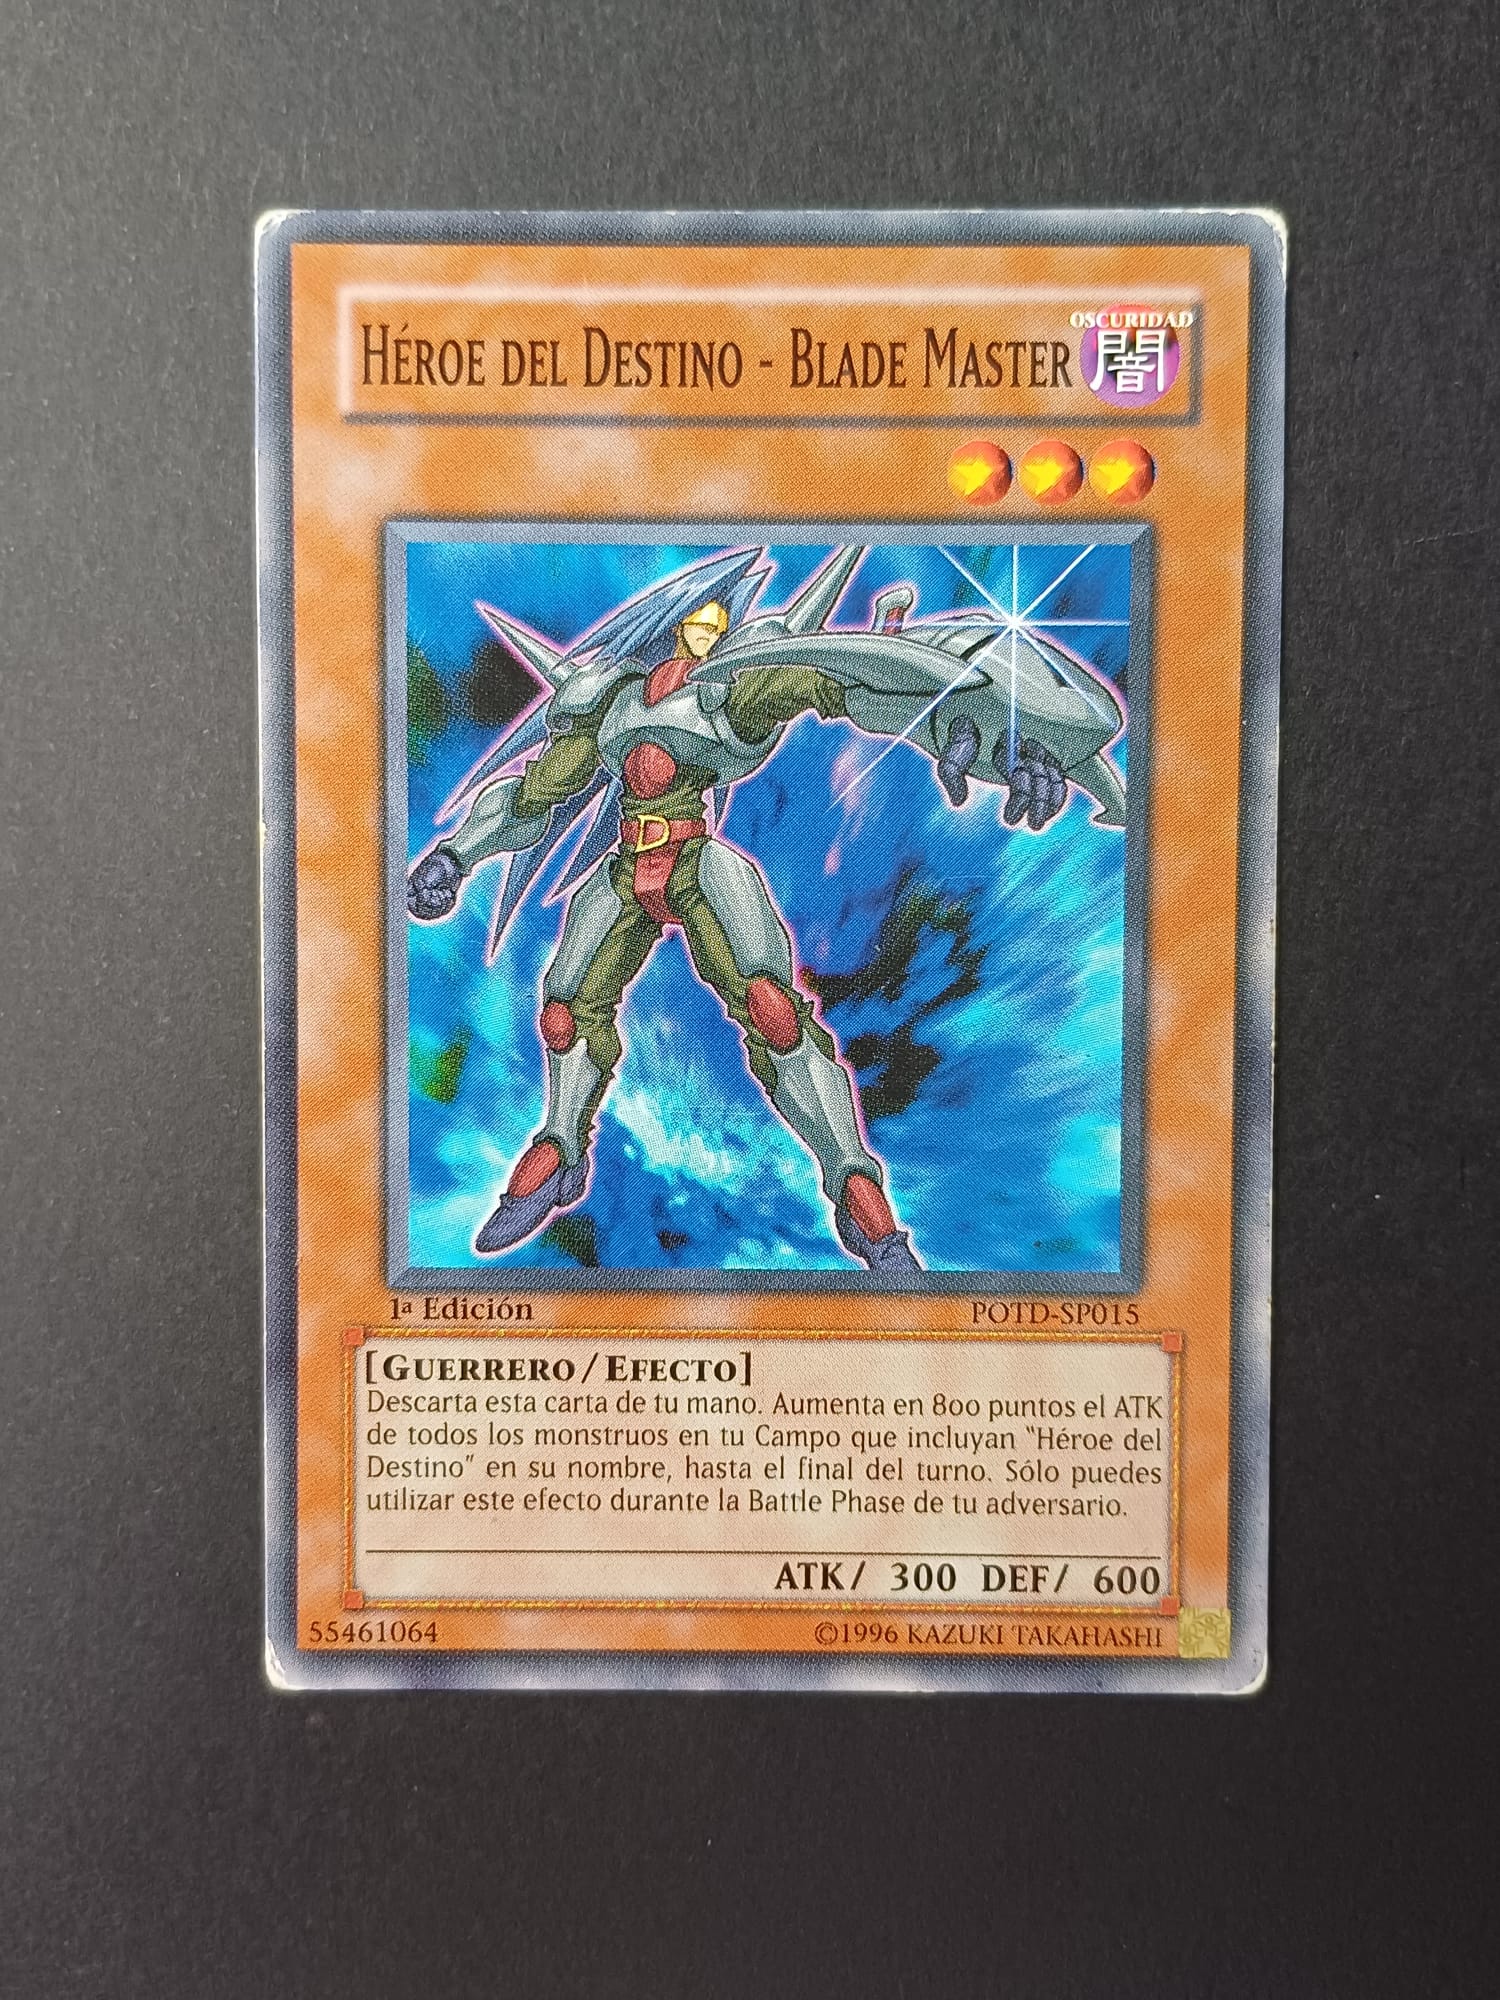 HÉROE DEL DESTINO - BLADE MASTER
OSCURIDAD
闇
D
1ª Edición
POTD-SP015
[GUERRERO/EFECTO]
Descarta esta carta de tu mano. Aumenta en 800 puntos el ATK
de todos los monstruos en tu Campo que incluyan "Héroe del
Destino" en su nombre, hasta el final del turno. Sólo puedes
utilizar este efecto durante la Battle Phase de tu adversario.
ATK/ 300 DEF/ 600
55461064
©1996 KAZUKI TAKAHASHI